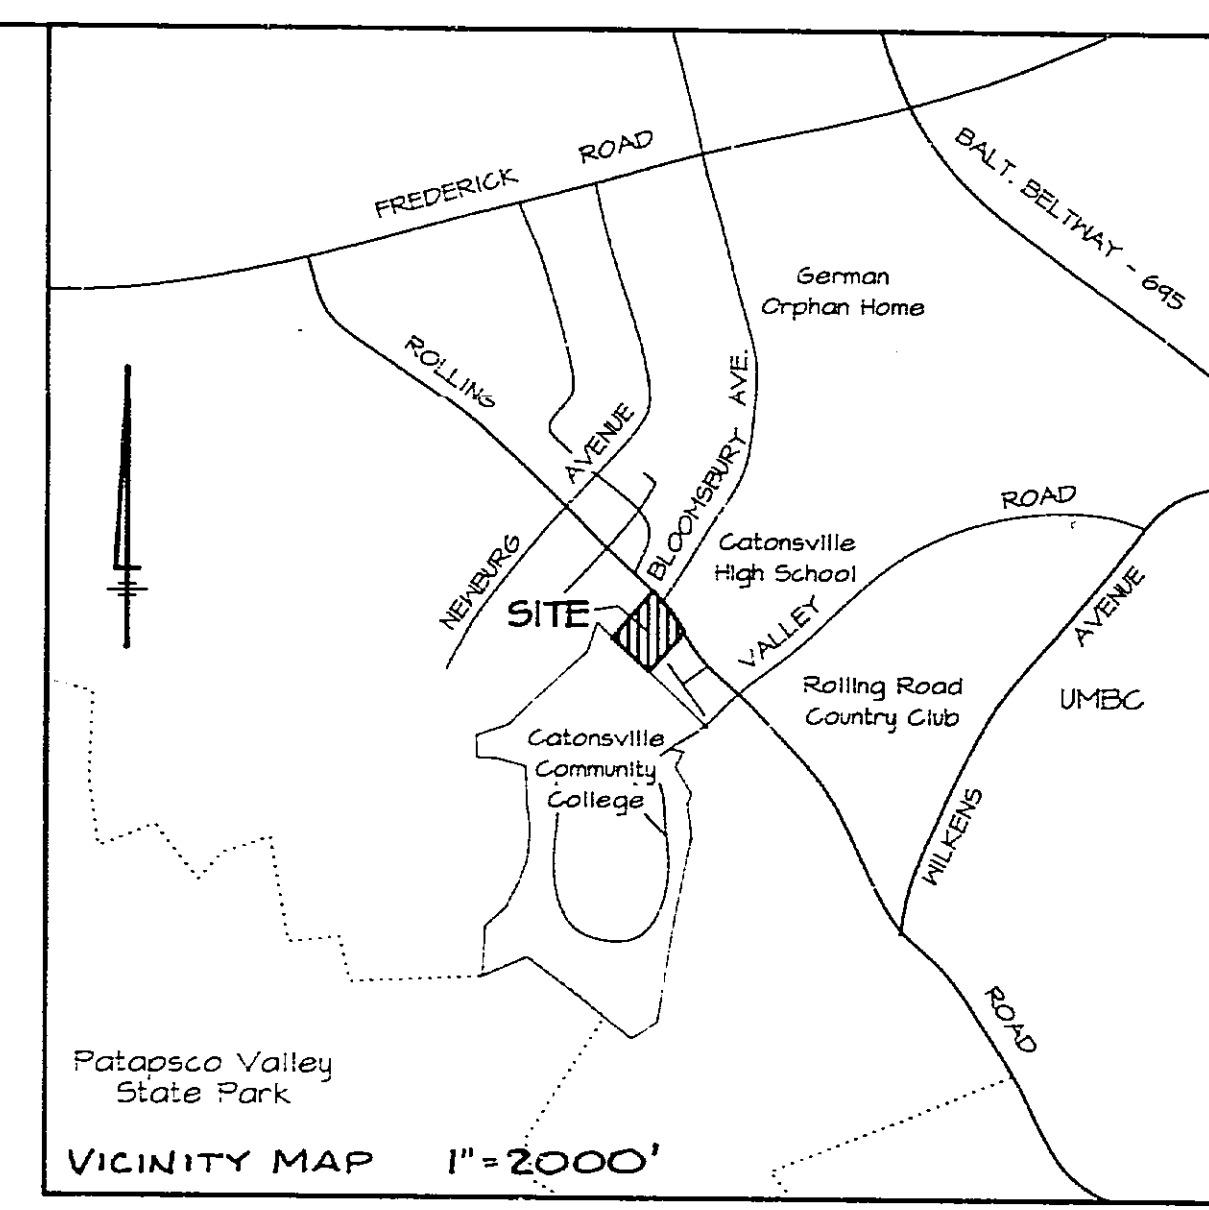 FREDERICK ROAD
BALT. BELTWAY - 695
German
Orphan Home
ROLLING
NEWBURG AVENUE
BLOOMSBURY AVE.
Catonsville
High School
VALLEY ROAD
SITE
Rolling Road
Country Club
UMBC
WILKENS AVENUE
Catonsville
Community
College
ROAD
Patapsco Valley
State Park
VICINITY MAP 1"=2000'